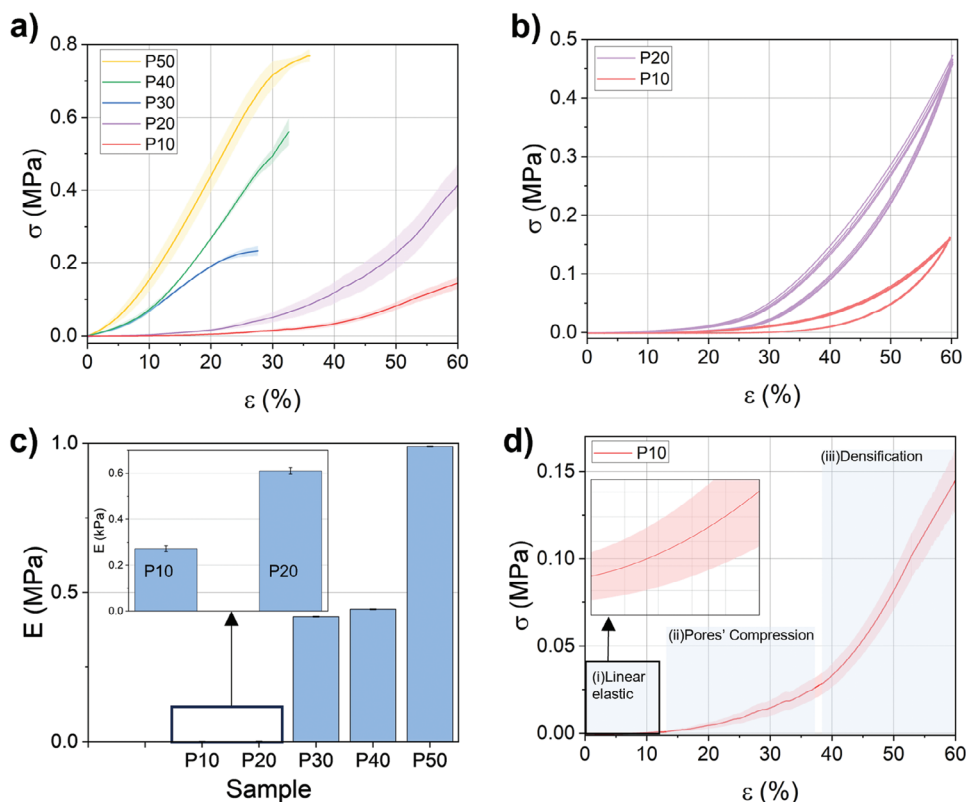 a)
0.8
0.6
0.4
0.2
0.0
σ (MPa)
P50
P40
P30
P20
P10
0
10
20
30
40
50
60
ε (%)
b)
0.5
0.4
0.3
0.2
0.1
0.0
σ (MPa)
P20
P10
0
10
20
30
40
50
60
ε (%)
c)
1.0
0.5
0.0
E (MPa)
0.6
0.4
0.2
0.0
E (kPa)
P10
P20
P10
P20
P30
P40
P50
Sample
d)
0.15
0.10
0.05
0.00
σ (MPa)
P10
(iii)Densification
(ii)Pores' Compression
(i)Linear
elastic
0
10
20
30
40
50
60
ε (%)